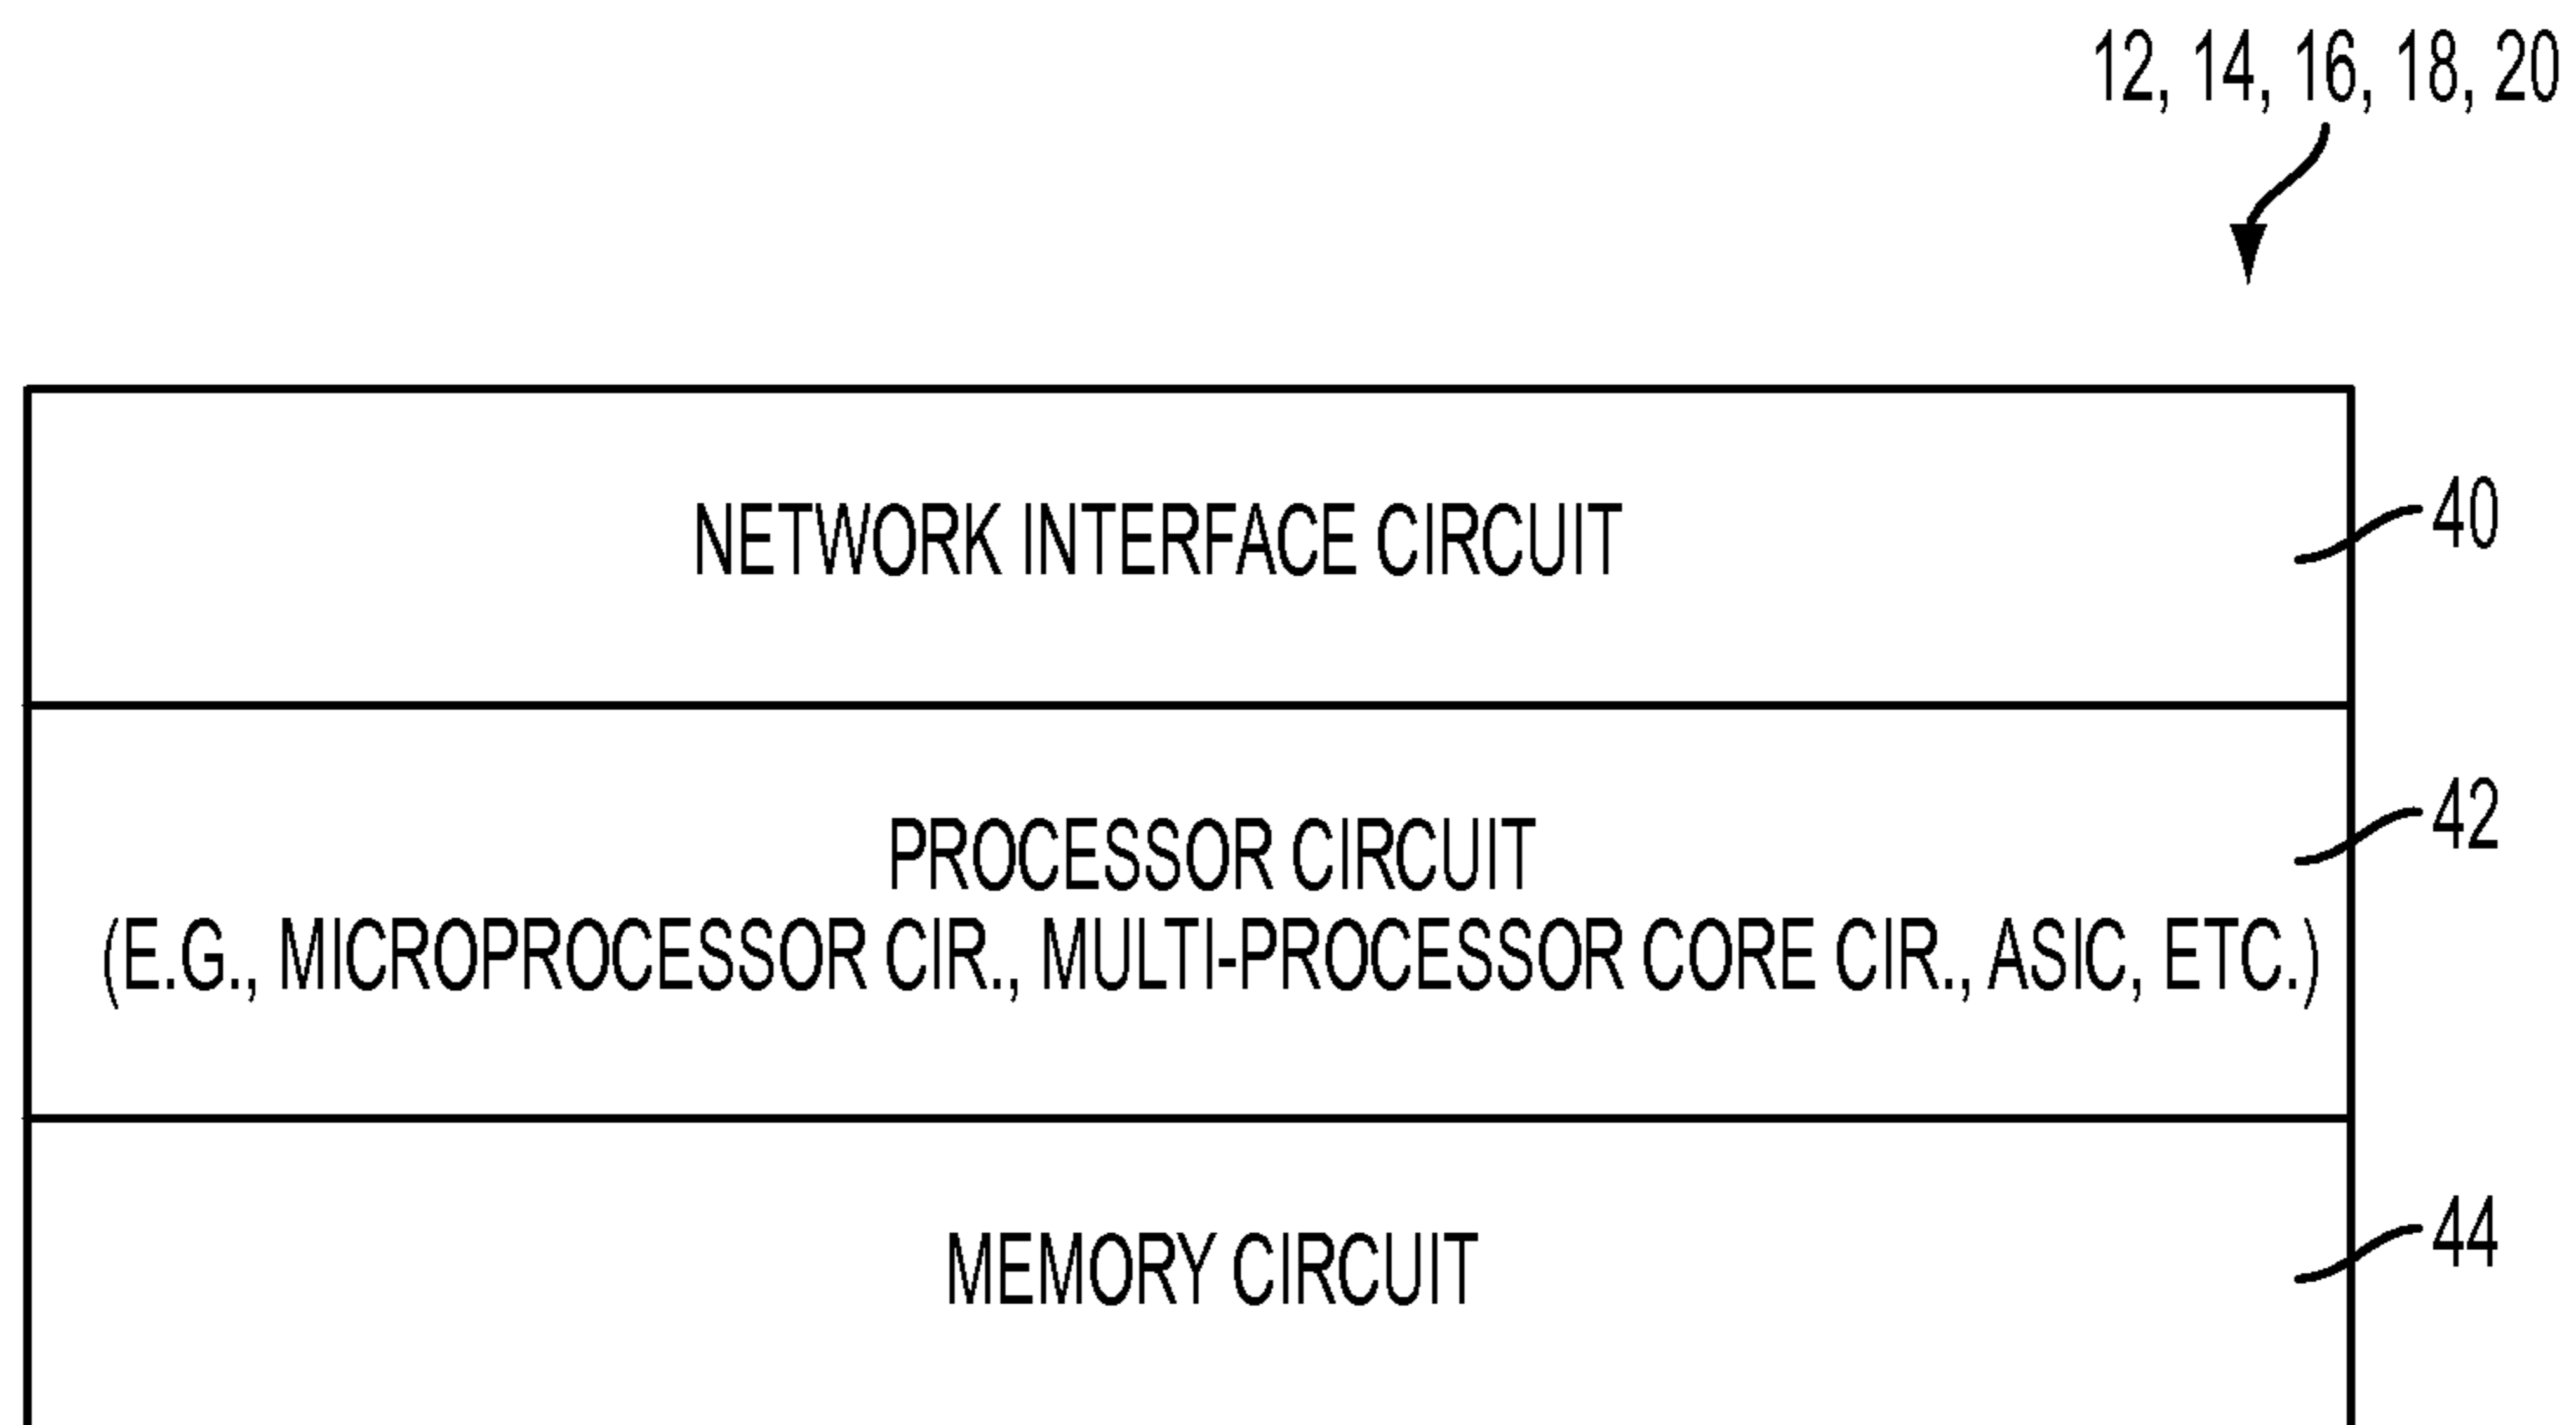 12, 14, 16, 18, 20
NETWORK INTERFACE CIRCUIT
40
PROCESSOR CIRCUIT
42
(E.G., MICROPROCESSOR CIR., MULTI-PROCESSOR CORE CIR., ASIC, ETC.)
MEMORY CIRCUIT
44